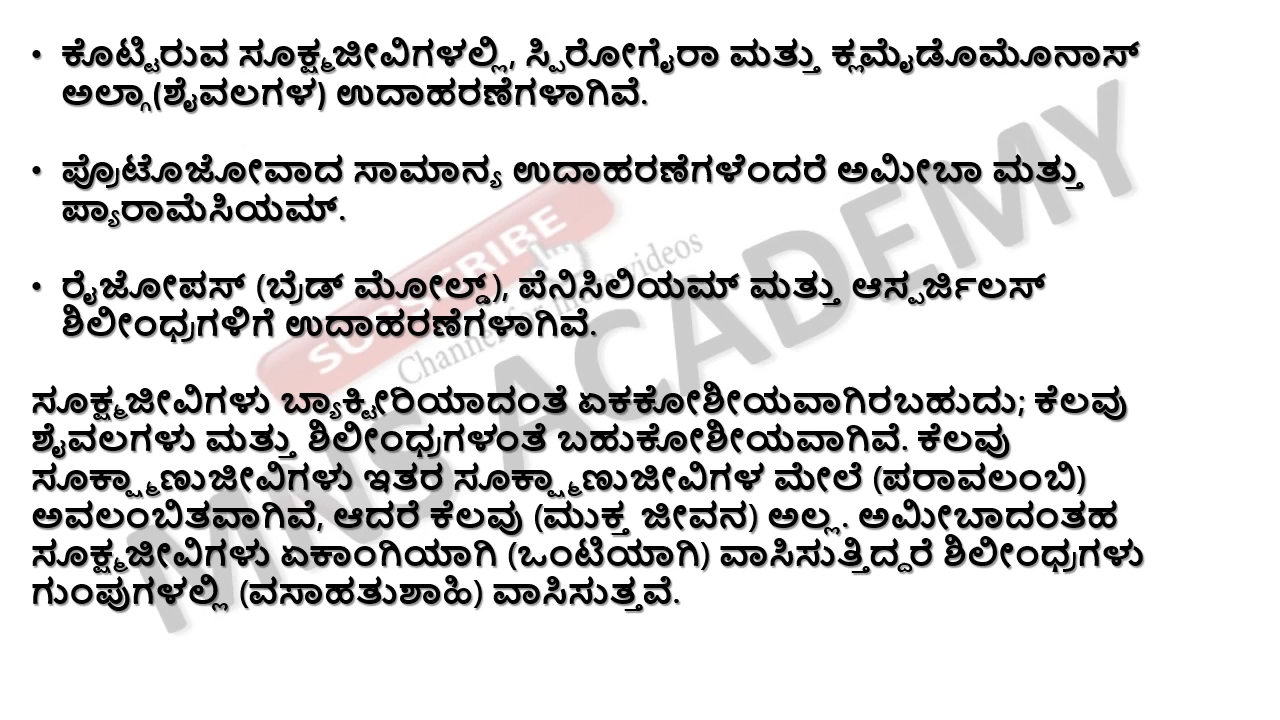 • ಕೊಟ್ಟಿರುವ ಸೂಕ್ಷ್ಮಜೀವಿಗಳಲ್ಲಿ, ಸ್ಪಿರೋಗೈರಾ ಮತ್ತು ಕ್ಲಮೈಡೊಮೊನಾಸ್
ಅಲ್ಗಾ(ಶೈವಲಗಳ) ಉದಾಹರಣೆಗಳಾಗಿವೆ.
• ಪ್ರೊಟೊಜೋವಾದ ಸಾಮಾನ್ಯ ಉದಾಹರಣೆಗಳೆಂದರೆ ಅಮೀಬಾ ಮತ್ತು
ಪ್ಯಾರಾಮೆಸಿಯಮ್.
• ರೈಜೋಪಸ್ (ಬ್ರೆಡ್ ಮೋಲ್ಡ್), ಪೆನಿಸಿಲಿಯಮ್ ಮತ್ತು ಆಸ್ಪರ್ಜಿಲಸ್
ಶಿಲೀಂಧ್ರಗಳಿಗೆ ಉದಾಹರಣೆಗಳಾಗಿವೆ.
ಸೂಕ್ಷ್ಮಜೀವಿಗಳು ಬ್ಯಾಕ್ಟೀರಿಯಾದಂತೆ ಏಕಕೋಶೀಯವಾಗಿರಬಹುದು; ಕೆಲವು
ಶೈವಲಗಳು ಮತ್ತು ಶಿಲೀಂಧ್ರಗಳಂತೆ ಬಹುಕೋಶೀಯವಾಗಿವೆ. ಕೆಲವು
ಸೂಕ್ಷ್ಮಾಣುಜೀವಿಗಳು ಇತರ ಸೂಕ್ಷ್ಮಾಣುಜೀವಿಗಳ ಮೇಲೆ (ಪರಾವಲಂಬಿ)
ಅವಲಂಬಿತವಾಗಿವೆ, ಆದರೆ ಕೆಲವು (ಮುಕ್ತ ಜೀವನ) ಅಲ್ಲ. ಅಮೀಬಾದಂತಹ
ಸೂಕ್ಷ್ಮಜೀವಿಗಳು ಏಕಾಂಗಿಯಾಗಿ (ಒಂಟಿಯಾಗಿ) ವಾಸಿಸುತ್ತಿದ್ದರೆ ಶಿಲೀಂಧ್ರಗಳು
ಗುಂಪುಗಳಲ್ಲಿ (ವಸಾಹತುಶಾಹಿ) ವಾಸಿಸುತ್ತವೆ.
MNS ACADEMY